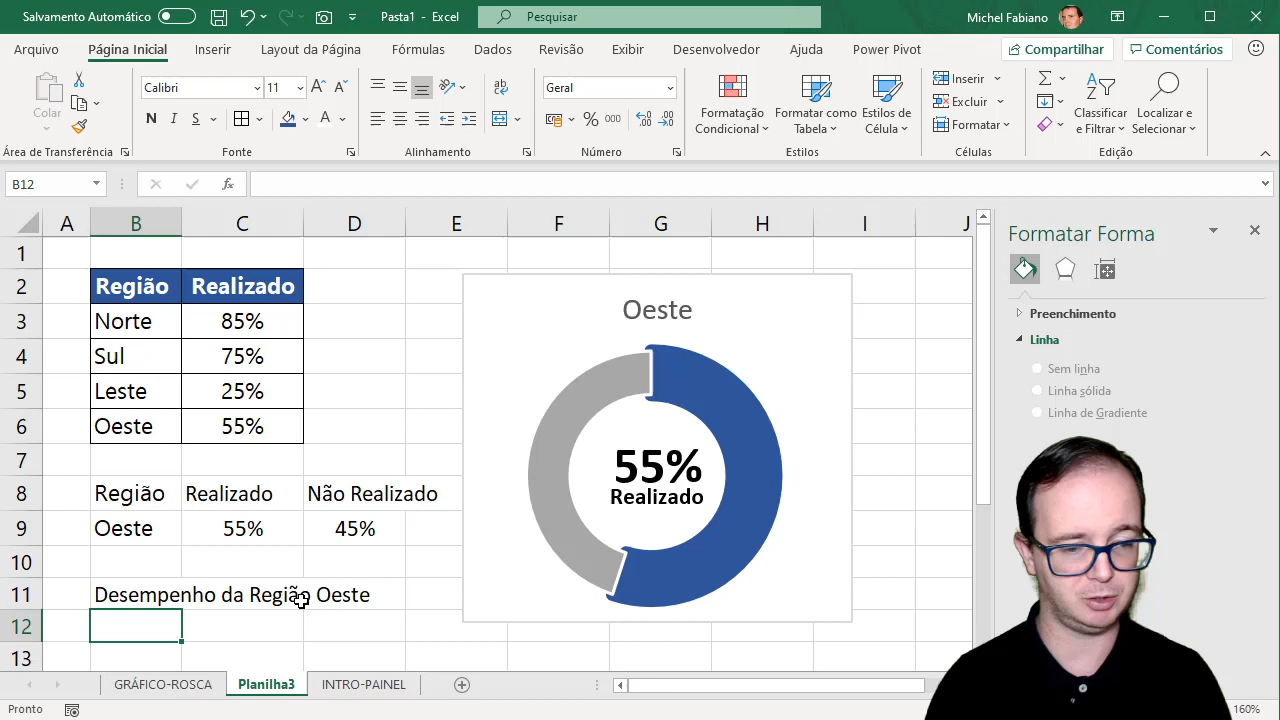 Salvamento Automático
Pasta1 - Excel
Pesquisar
Michel Fabiano
Arquivo
Página Inicial
Inserir
Layout da Página
Fórmulas
Dados
Revisão
Exibir
Desenvolvedor
Ajuda
Power Pivot
Compartilhar
Comentários
Colar
Área de Transferência
Calibri
11
N I S
Fonte
ab
Alinhamento
Geral
% 000
Número
Formatação Condicional
Formatar como Tabela
Estilos de Célula
Estilos
Inserir
Excluir
Formatar
Células
Classificar e Filtrar
Localizar e Selecionar
Edição
B12
fx
A B C D E F G H I J
1
2 Região Realizado
3 Norte 85%
4 Sul 75%
5 Leste 25%
6 Oeste 55%
7
8 Região Realizado Não Realizado
9 Oeste 55% 45%
10
11 Desempenho da Região Oeste
12
13
Oeste
55%
Realizado
Formatar Forma
Preenchimento
Linha
Sem linha
Linha sólida
Linha de Gradiente
GRÁFICO-ROSCA
Planilha3
INTRO-PAINEL
Pronto
160%